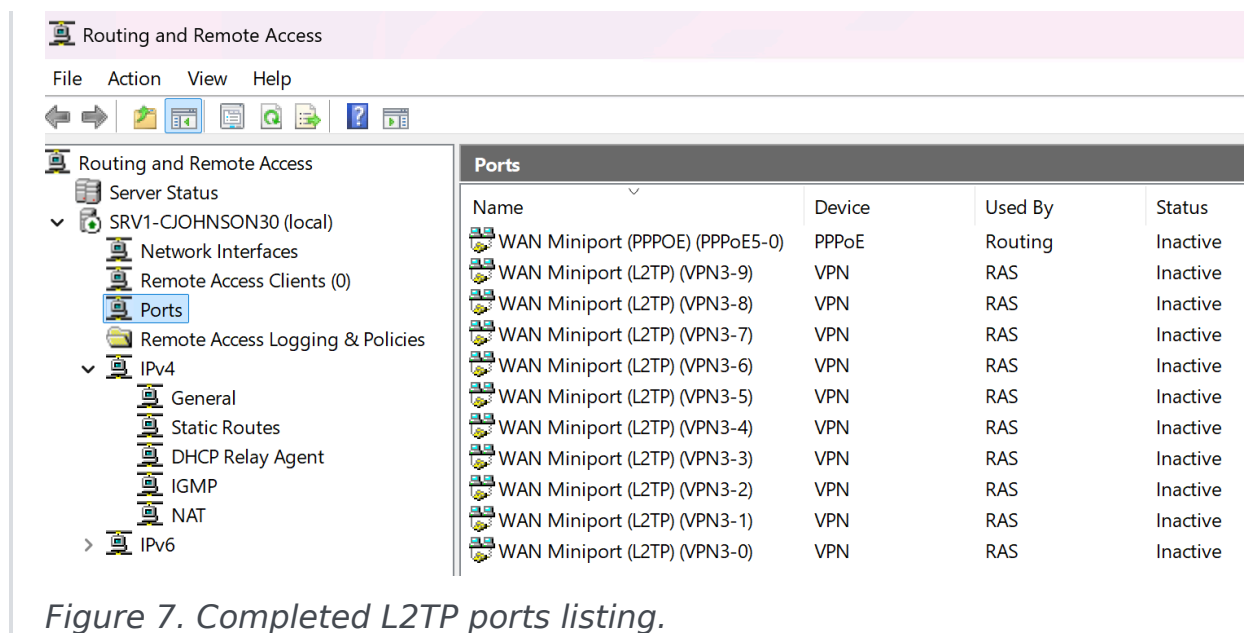 Routing and Remote Access
File Action View Help
Routing and Remote Access
Server Status
SRV1-CJOHNSON30 (local)
Network Interfaces
Remote Access Clients (0)
Ports
Remote Access Logging & Policies
IPv4
General
Static Routes
DHCP Relay Agent
IGMP
NAT
IPv6
Ports
Name Device Used By Status
WAN Miniport (PPPOE) (PPPoE5-0) PPPoE Routing Inactive
WAN Miniport (L2TP) (VPN3-9) VPN RAS Inactive
WAN Miniport (L2TP) (VPN3-8) VPN RAS Inactive
WAN Miniport (L2TP) (VPN3-7) VPN RAS Inactive
WAN Miniport (L2TP) (VPN3-6) VPN RAS Inactive
WAN Miniport (L2TP) (VPN3-5) VPN RAS Inactive
WAN Miniport (L2TP) (VPN3-4) VPN RAS Inactive
WAN Miniport (L2TP) (VPN3-3) VPN RAS Inactive
WAN Miniport (L2TP) (VPN3-2) VPN RAS Inactive
WAN Miniport (L2TP) (VPN3-1) VPN RAS Inactive
WAN Miniport (L2TP) (VPN3-0) VPN RAS Inactive
Figure 7. Completed L2TP ports listing.